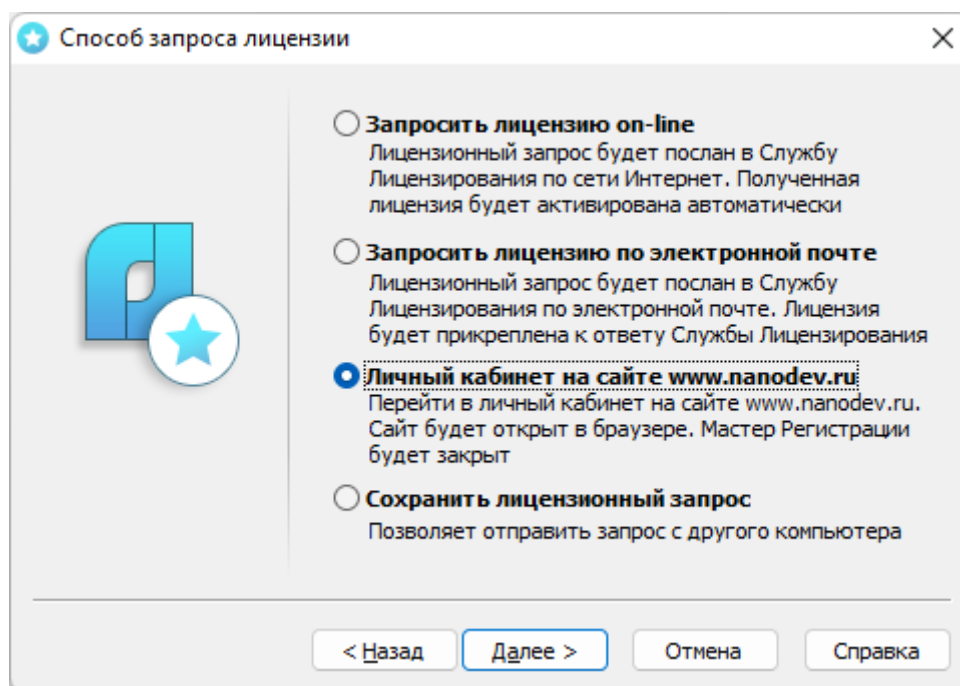 Способ запроса лицензии
Запросить лицензию on-line
Лицензионный запрос будет послан в Службу
Лицензирования по сети Интернет. Полученная
лицензия будет активирована автоматически
Запросить лицензию по электронной почте
Лицензионный запрос будет послан в Службу
Лицензирования по электронной почте. Лицензия
будет прикреплена к ответу Службы Лицензирования
Личный кабинет на сайте www.nanodev.ru
Перейти в личный кабинет на сайте www.nanodev.ru.
Сайт будет открыт в браузере. Мастер Регистрации
будет закрыт
Сохранить лицензионный запрос
Позволяет отправить запрос с другого компьютера
< Назад Далее > Отмена Справка